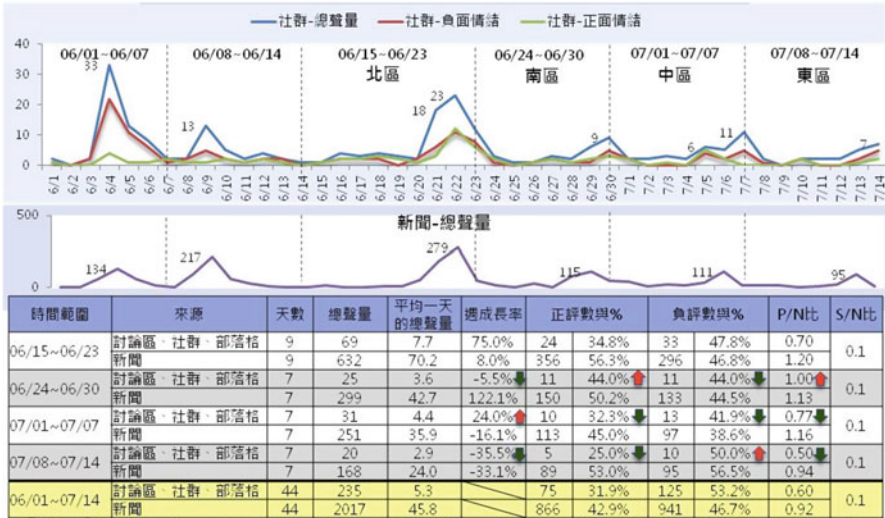 社群-總聲量 社群-負面情緒 社群-正面情緒
40
30
20
10
0
06/01~06/07 06/08~06/14 06/15~06/23 06/24~06/30 07/01~07/07 07/08~07/14
北區 南區 中區 東區
33 13 18 23 9 6 11 7
6/1 6/2 6/3 6/4 6/5 6/6 6/7 6/8 6/9 6/10 6/11 6/12 6/13 6/14 6/15 6/16 6/17 6/18 6/19 6/20 6/21 6/22 6/23 6/24 6/25 6/26 6/27 6/28 6/29 6/30 7/1 7/2 7/3 7/4 7/5 7/6 7/7 7/8 7/9 7/10 7/11 7/12 7/13 7/14
新聞-總聲量
500
0
134 217 279 115 111 95
時間範圍 來源 天數 總聲量 平均一天的總聲量 週成長率 正評數與% 負評數與% P/N比 S/N比
06/15~06/23 討論區、社群、部落格 9 69 7.7 75.0% 24 34.8% 33 47.8% 0.70 0.1
新聞 9 632 70.2 8.0% 356 56.3% 296 46.8% 1.20
06/24~06/30 討論區、社群、部落格 7 25 3.6 -5.5% 11 44.0% 11 44.0% 1.00 0.1
新聞 7 299 42.7 122.1% 150 50.2% 133 44.5% 1.13
07/01~07/07 討論區、社群、部落格 7 31 4.4 24.0% 10 32.3% 13 41.9% 0.77 0.1
新聞 7 251 35.9 -16.1% 113 45.0% 97 38.6% 1.16
07/08~07/14 討論區、社群、部落格 7 20 2.9 -35.5% 5 25.0% 10 50.0% 0.50 0.1
新聞 7 168 24.0 -33.1% 89 53.0% 95 56.5% 0.94
06/01~07/14 討論區、社群、部落格 44 235 5.3 75 31.9% 125 53.2% 0.60 0.1
新聞 44 2017 45.8 866 42.9% 941 46.7% 0.92